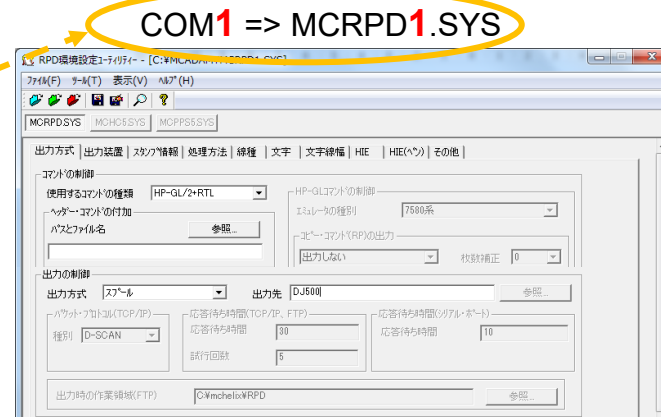 COM1 => MCRPD1.SYS
RPD環境設定ユーティリティー - [C:¥MCADAM¥MCRPD1.SYS]
ファイル(F) ツール(T) 表示(V) ヘルプ(H)
MCRPD.SYS MCHCS.SYS MCPPS5.SYS
出力方式 出力装置 スタンプ情報 処理方法 線種 文字 文字線幅 HIE HIE(ペン) その他
コマンドの制御
使用するコマンドの種類 HP-GL/2+RTL
ヘッダー・コマンドの付加
パスとファイル名 参照...
HP-GLコマンドの制御
エミュレータの種別 7580系
コピー・コマンド(RP)の出力
出力しない 枚数補正 0
出力の制御
出力方式 スプール 出力先 DJ500 参照...
パケット・プロトコル(TCP/IP)
種別 D-SCAN
応答待ち時間(TCP/IP、FTP)
応答待ち時間 30
試行回数 5
応答待ち時間(シリアル・ポート)
応答待ち時間 10
出力時の作業領域(FTP) C:¥mchelix¥RPD 参照...